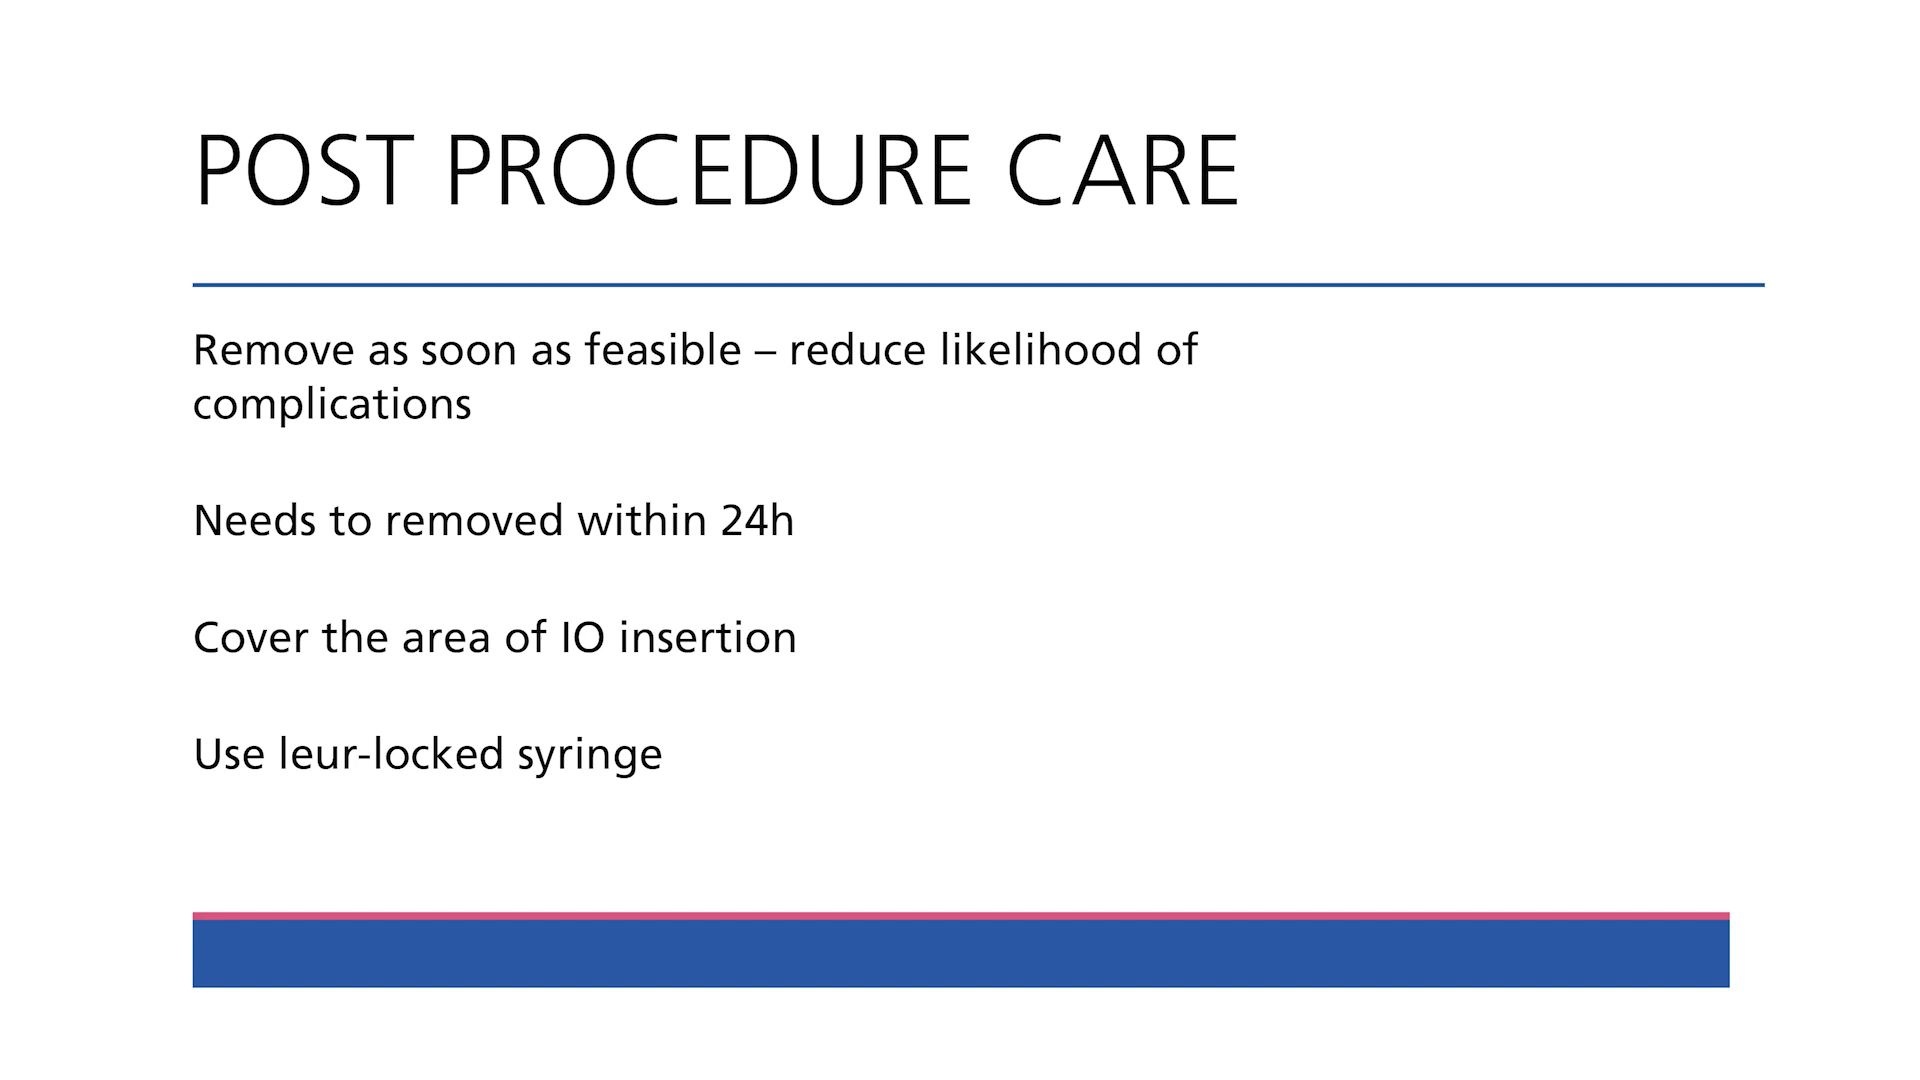 POST PROCEDURE CARE
Remove as soon as feasible – reduce likelihood of
complications
Needs to removed within 24h
Cover the area of IO insertion
Use leur-locked syringe